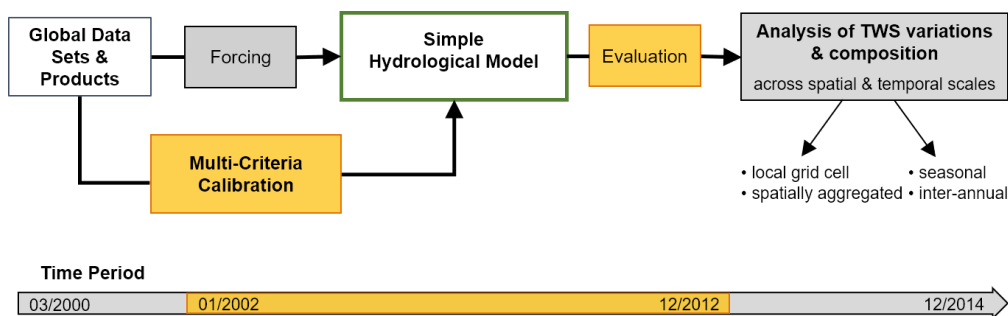 Global Data
Sets &
Products
Forcing
Simple
Hydrological Model
Evaluation
Analysis of TWS variations
& composition
across spatial & temporal scales
Multi-Criteria
Calibration
• local grid cell
• spatially aggregated
• seasonal
• inter-annual
Time Period
03/2000
01/2002
12/2012
12/2014